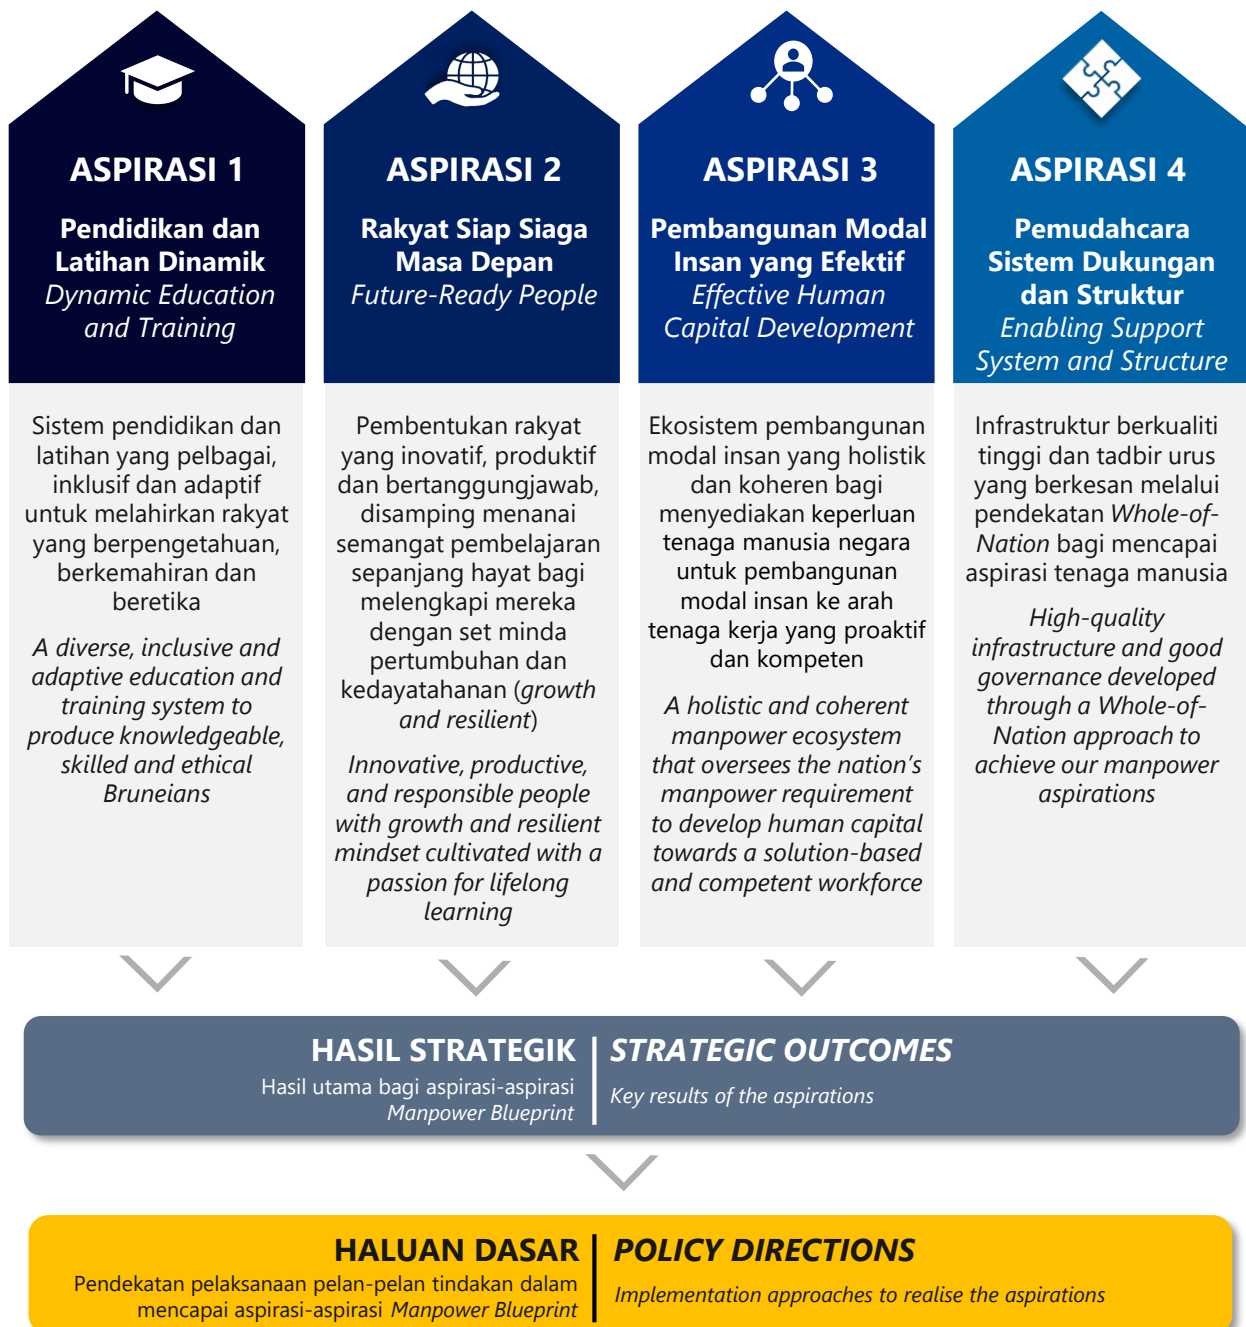 ASPIRASI 1
Pendidikan dan
Latihan Dinamik
Dynamic Education
and Training
Sistem pendidikan dan
latihan yang pelbagai,
inklusif dan adaptif
untuk melahirkan rakyat
yang berpengetahuan,
berkemahiran dan
beretika
A diverse, inclusive and
adaptive education and
training system to
produce knowledgeable,
skilled and ethical
Bruneians
ASPIRASI 2
Rakyat Siap Siaga
Masa Depan
Future-Ready People
Pembentukan rakyat
yang inovatif, produktif
dan bertanggungjawab,
disamping menanai
semangat pembelajaran
sepanjang hayat bagi
melengkapi mereka
dengan set minda
pertumbuhan dan
kedayatahanan (growth
and resilient)
Innovative, productive,
and responsible people
with growth and resilient
mindset cultivated with a
passion for lifelong
learning
ASPIRASI 3
Pembangunan Modal
Insan yang Efektif
Effective Human
Capital Development
Ekosistem pembangunan
modal insan yang holistik
dan koheren bagi
menyediakan keperluan
tenaga manusia negara
untuk pembangunan
modal insan ke arah
tenaga kerja yang proaktif
dan kompeten
A holistic and coherent
manpower ecosystem
that oversees the nation's
manpower requirement
to develop human capital
towards a solution-based
and competent workforce
ASPIRASI 4
Pemudahcara
Sistem Dukungan
dan Struktur
Enabling Support
System and Structure
Infrastruktur berkualiti
tinggi dan tadbir urus
yang berkesan melalui
pendekatan Whole-of-
Nation bagi mencapai
aspirasi tenaga manusia
High-quality
infrastructure and good
governance developed
through a Whole-of-
Nation approach to
achieve our manpower
aspirations
HASIL STRATEGIK
Hasil utama bagi aspirasi-aspirasi
Manpower Blueprint
STRATEGIC OUTCOMES
Key results of the aspirations
HALUAN DASAR
Pendekatan pelaksanaan pelan-pelan tindakan dalam
mencapai aspirasi-aspirasi Manpower Blueprint
POLICY DIRECTIONS
Implementation approaches to realise the aspirations